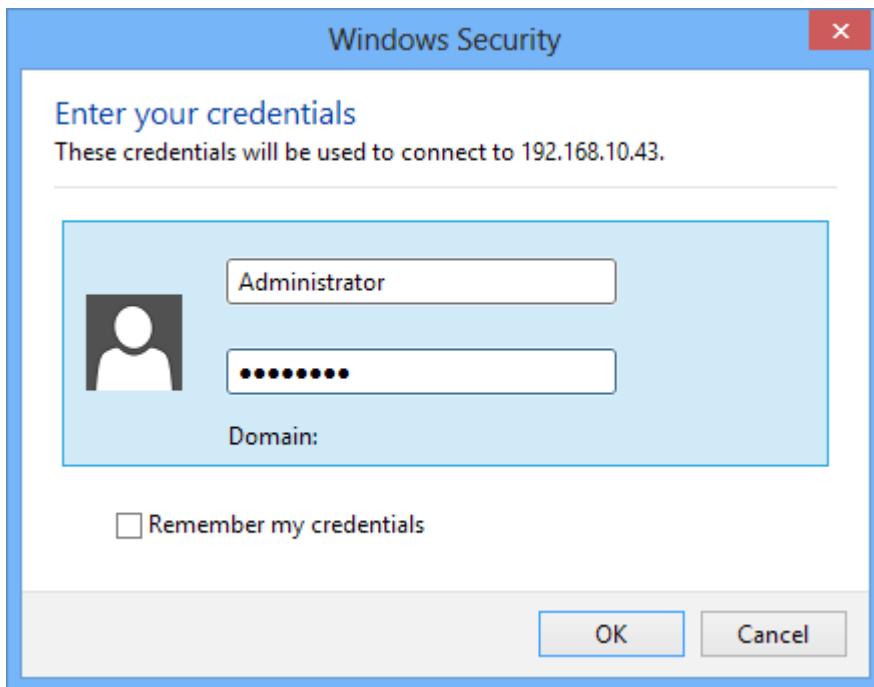 Windows Security
Enter your credentials
These credentials will be used to connect to 192.168.10.43.
Administrator
••••••••
Domain:
Remember my credentials
OK Cancel